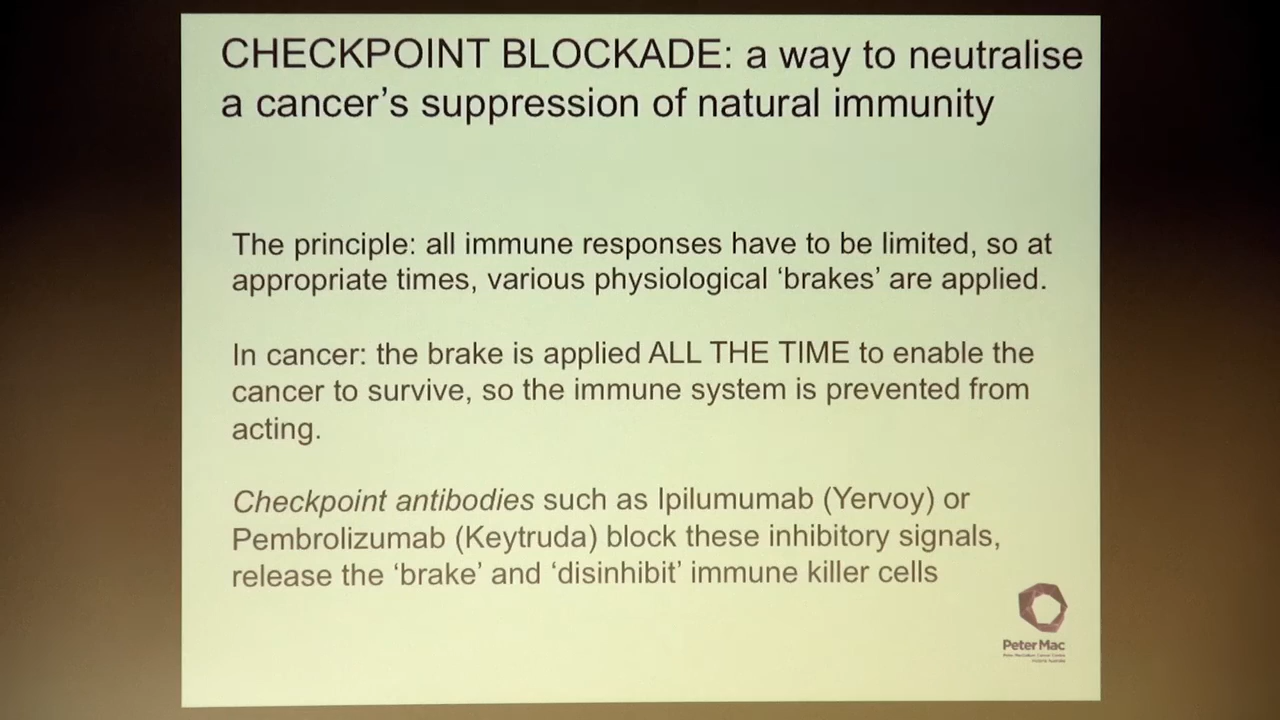 CHECKPOINT BLOCKADE: a way to neutralise
a cancer’s suppression of natural immunity
The principle: all immune responses have to be limited, so at
appropriate times, various physiological ‘brakes’ are applied.
In cancer: the brake is applied ALL THE TIME to enable the
cancer to survive, so the immune system is prevented from
acting.
Checkpoint antibodies such as Ipilumumab (Yervoy) or
Pembrolizumab (Keytruda) block these inhibitory signals,
release the ‘brake’ and ‘disinhibit’ immune killer cells
Peter Mac